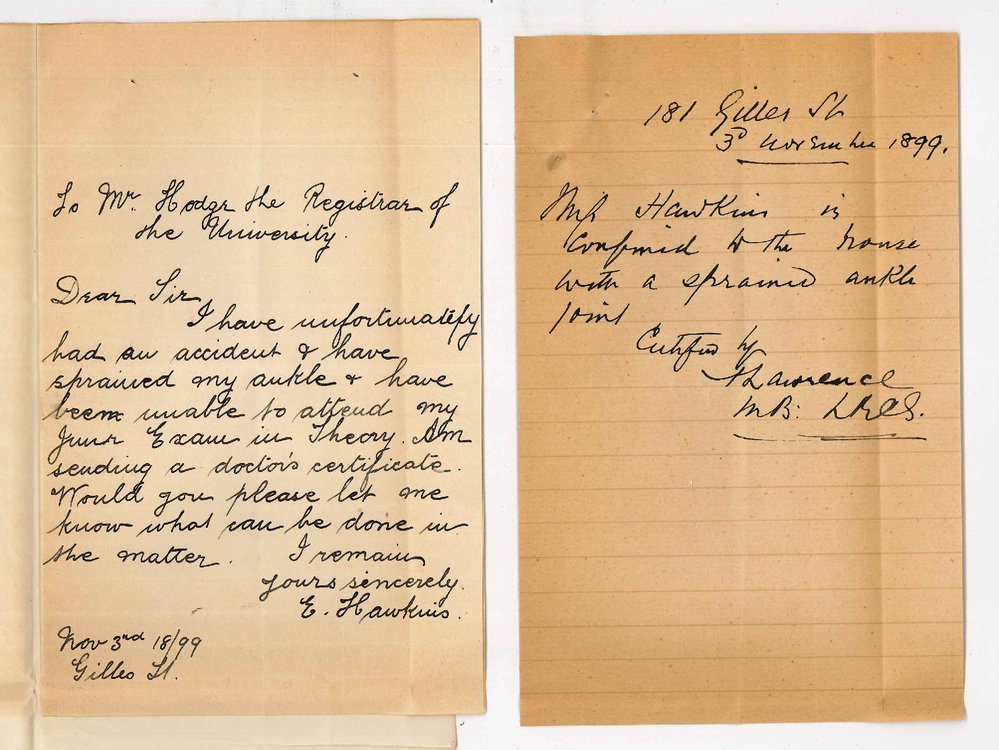 To Mr. Hodge the Registrar of
the University.
Dear Sir
I have unfortunately
had an accident & have
sprained my ankle & have
been unable to attend my
Junr Exam in Theory. Am
sending a doctor's certificate.
Would you please let me
know what can be done in
the matter. I remain
yours sincerely.
E. Hawkins.
Nov 3nd 18/99
Gilles St.
181 Gilles St
3d November 1899.
Miss Hawkins is
Confined to the house
with a sprained ankle
joint
Certified by
Lawrence
M.B: